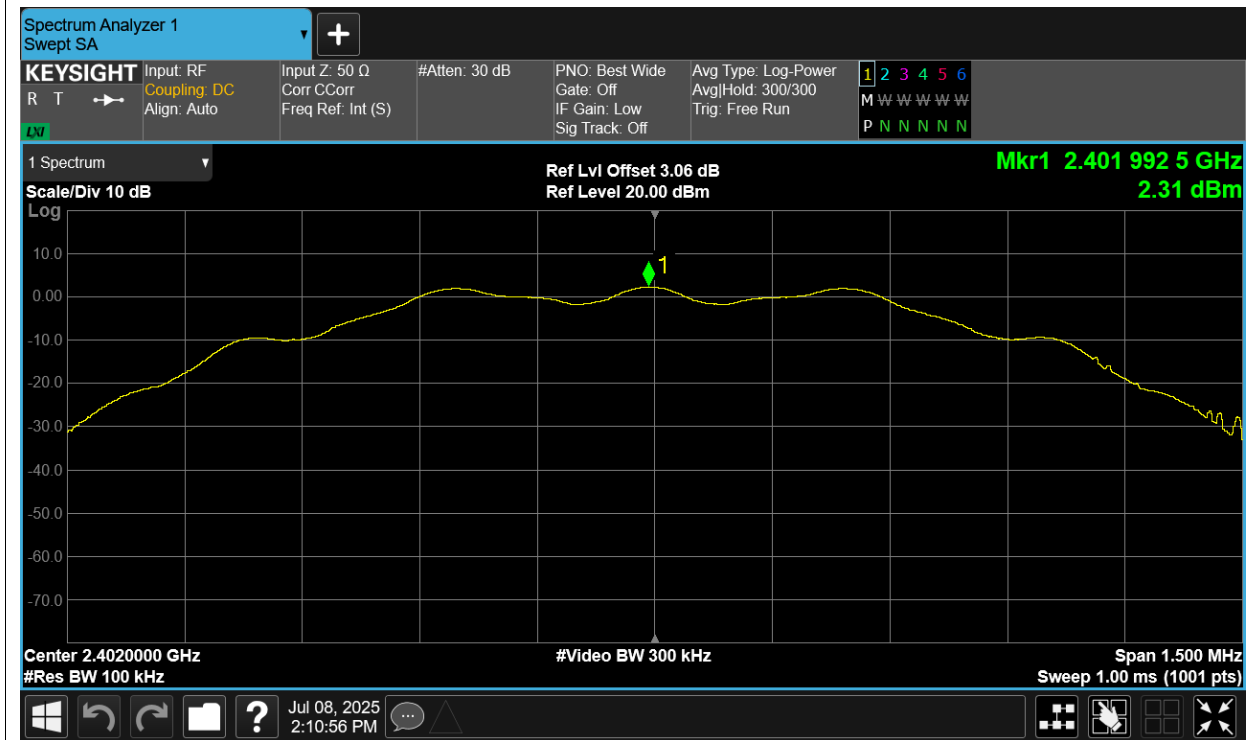 Spectrum Analyzer 1
Swept SA
KEYSIGHT
R T
LXI
Input: RF
Coupling: DC
Align: Auto
Input Z: 50 Ω
Corr CCorr
Freq Ref: Int (S)
#Atten: 30 dB
PNO: Best Wide
Gate: Off
IF Gain: Low
Sig Track: Off
Avg Type: Log-Power
Avg|Hold: 300/300
Trig: Free Run
1 2 3 4 5 6
M W W W W W
P N N N N N
1 Spectrum
Scale/Div 10 dB
Ref Lvl Offset 3.06 dB
Ref Level 20.00 dBm
Mkr1 2.401 992 5 GHz
2.31 dBm
Log
10.0
0.00
-10.0
-20.0
-30.0
-40.0
-50.0
-60.0
-70.0
1
Center 2.4020000 GHz
#Res BW 100 kHz
#Video BW 300 kHz
Span 1.500 MHz
Sweep 1.00 ms (1001 pts)
?
Jul 08, 2025
2:10:56 PM